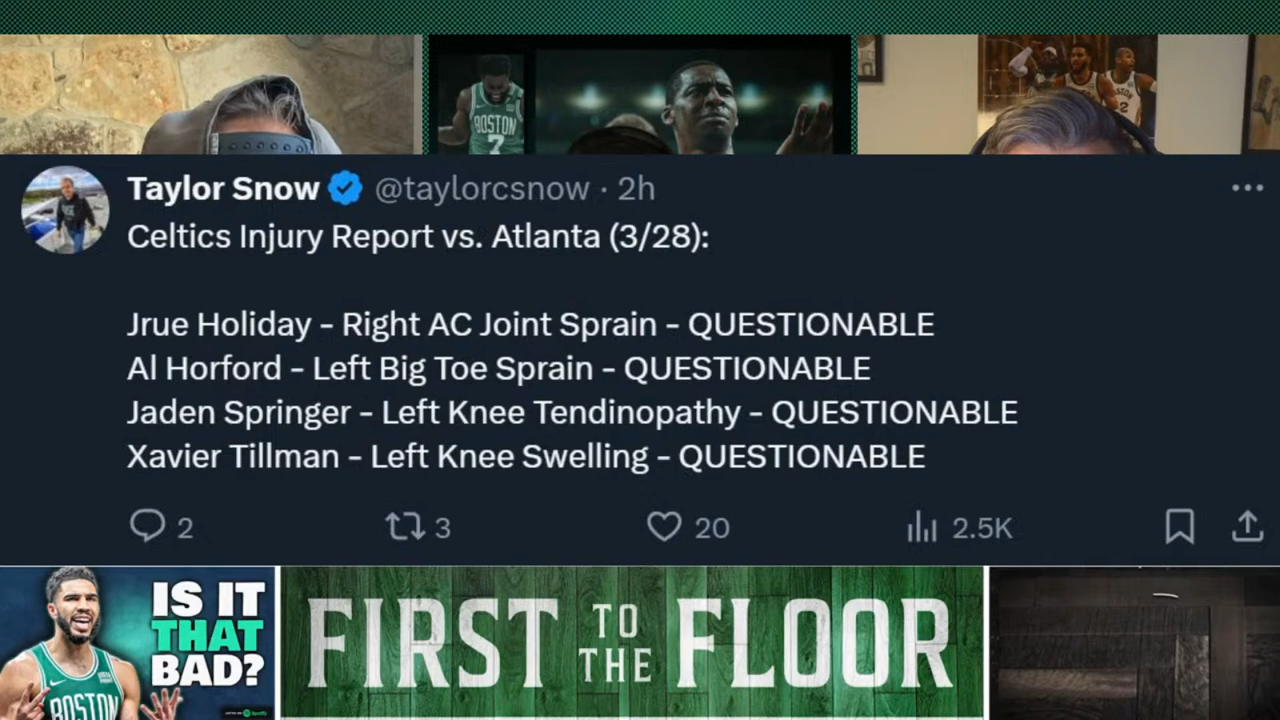 BOSTON
7
BOSTON
2
Taylor Snow @taylorcsnow · 2h
Celtics Injury Report vs. Atlanta (3/28):
Jrue Holiday – Right AC Joint Sprain – QUESTIONABLE
Al Horford – Left Big Toe Sprain – QUESTIONABLE
Jaden Springer – Left Knee Tendinopathy – QUESTIONABLE
Xavier Tillman – Left Knee Swelling – QUESTIONABLE
2 3 20 2.5K
IS IT
THAT
BAD?
BOSTON
FIRST TO THE FLOOR